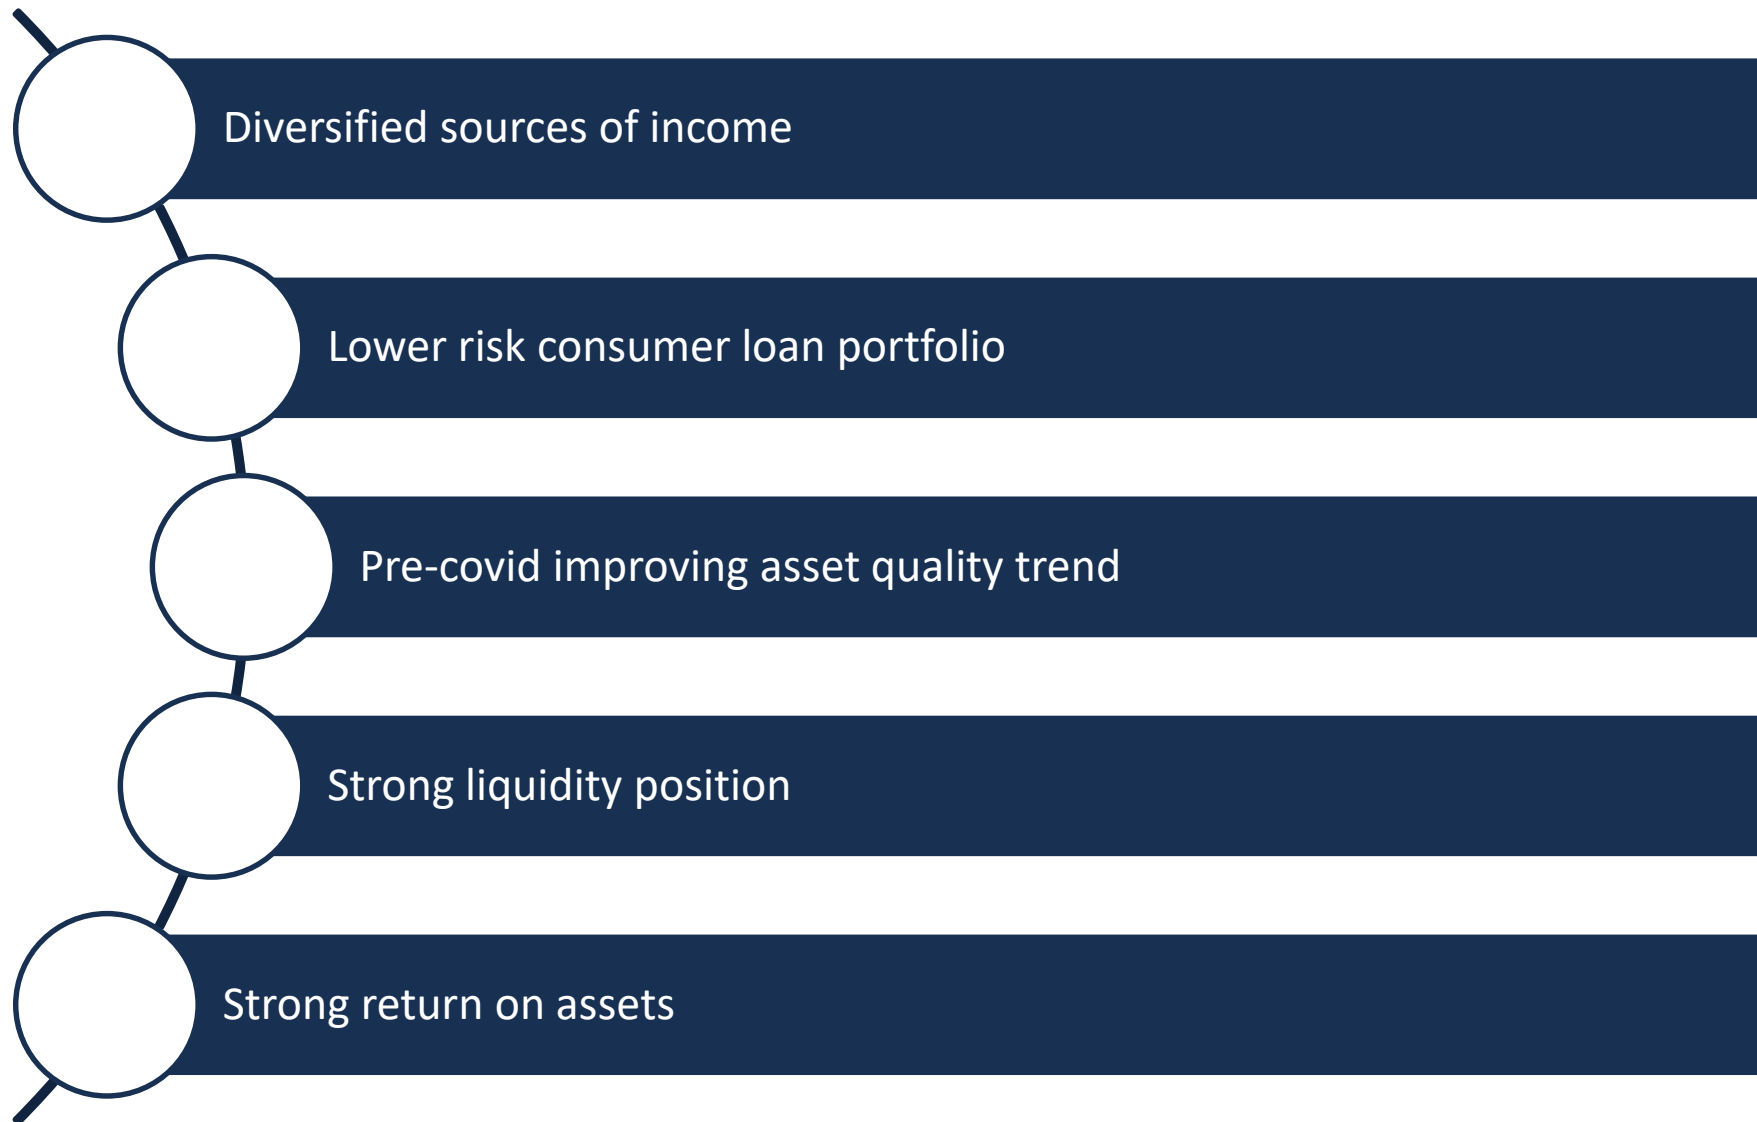 Diversified sources of income
Lower risk consumer loan portfolio
Pre-covid improving asset quality trend
Strong liquidity position
Strong return on assets